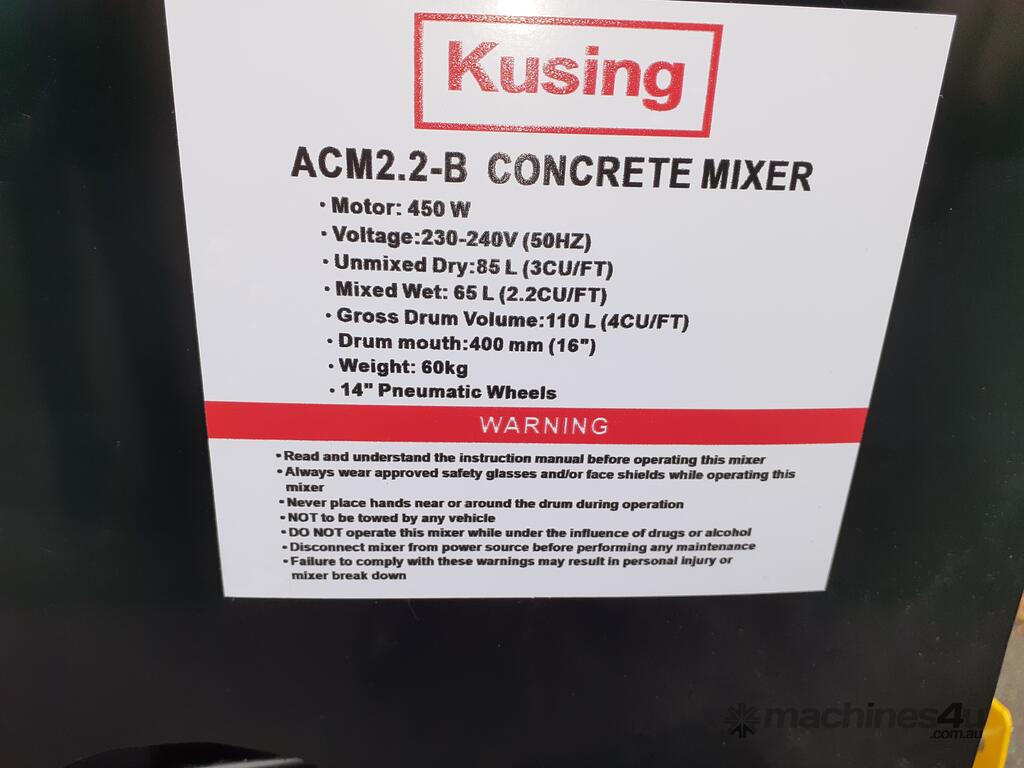 Kusing
ACM2.2-B CONCRETE MIXER
• Motor: 450 W
• Voltage:230-240V (50HZ)
• Unmixed Dry:85 L (3CU/FT)
• Mixed Wet: 65 L (2.2CU/FT)
• Gross Drum Volume:110 L (4CU/FT)
• Drum mouth:400 mm (16")
• Weight: 60kg
• 14" Pneumatic Wheels
WARNING
• Read and understand the instruction manual before operating this mixer
• Always wear approved safety glasses and/or face shields while operating this
mixer
• Never place hands near or around the drum during operation
• NOT to be towed by any vehicle
• DO NOT operate this mixer while under the influence of drugs or alcohol
• Disconnect mixer from power source before performing any maintenance
• Failure to comply with these warnings may result in personal injury or
mixer break down
machines4u
.com.au